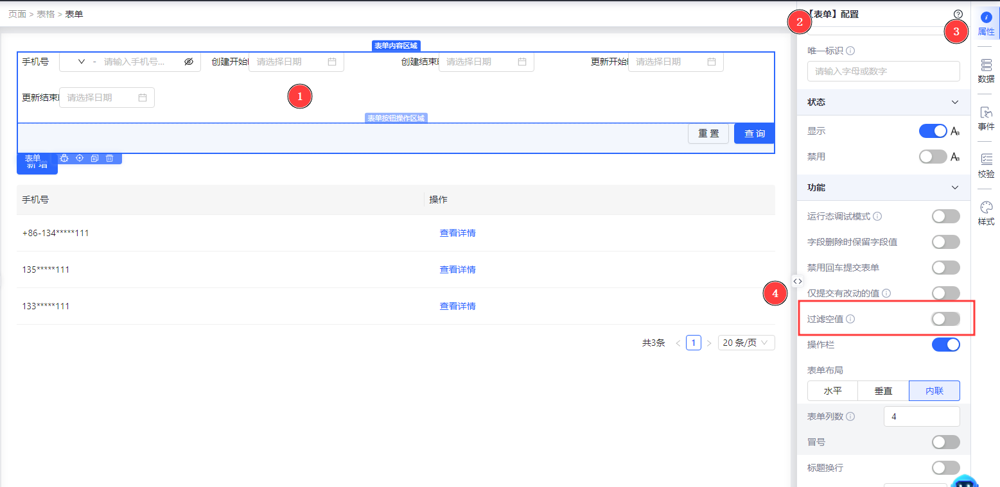 页面 > 表格 > 表单
表单内容区域
手机号 - 请输入手机号... 创建开始 请选择日期 创建结束 请选择日期 更新开始 请选择日期
更新结束 请选择日期
1
表单按钮操作区域
重 置 查 询
表单
新 增
手机号 操作
+86-134*****111 查看详情
135*****111 查看详情
133*****111 查看详情
共3条 < 1 > 20 条/页
2
【表单】配置
3
唯一标识
请输入字母或数字
状态
显示
禁用
功能
运行态调试模式
字段删除时保留字段值
禁用回车提交表单
4
仅提交有改动的值
过滤空值
操作栏
表单布局
水平 垂直 内联
表单列数 4
冒号
标题换行
属性
数据
事件
校验
样式